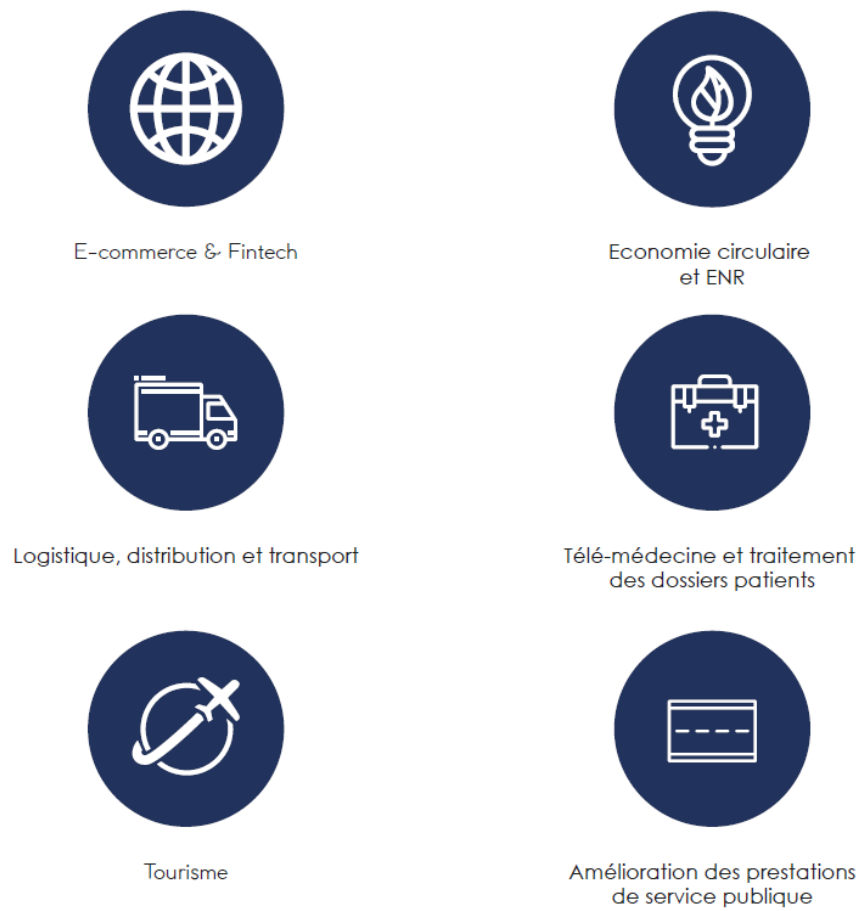 E-commerce & Fintech
Economie circulaire
et ENR
Logistique, distribution et transport
Télé-médecine et traitement
des dossiers patients
Tourisme
Amélioration des prestations
de service publique